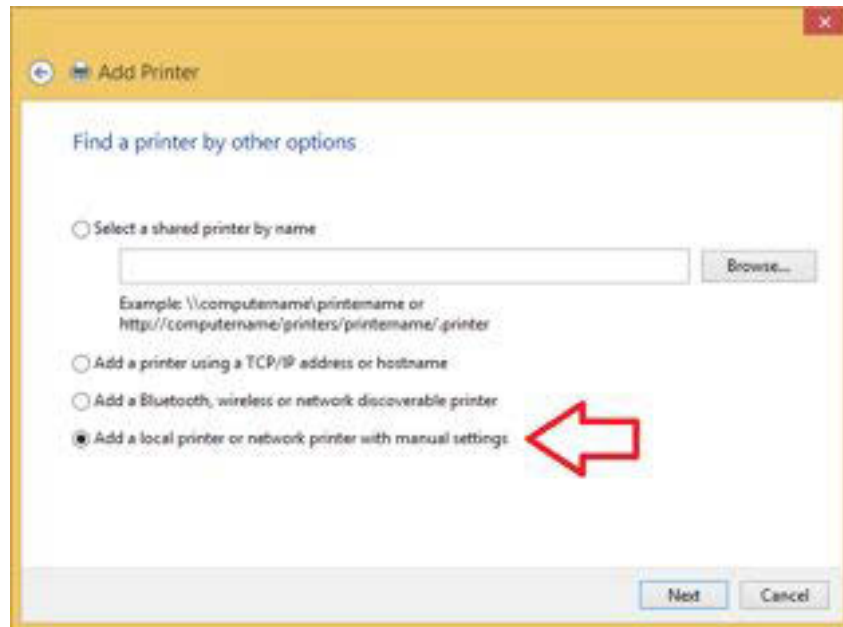 Add Printer
Find a printer by other options
Select a shared printer by name
Browse...
Example: \\computername\printername or
http://computername/printers/printername/.printer
Add a printer using a TCP/IP address or hostname
Add a Bluetooth, wireless or network discoverable printer
Add a local printer or network printer with manual settings
Next
Cancel